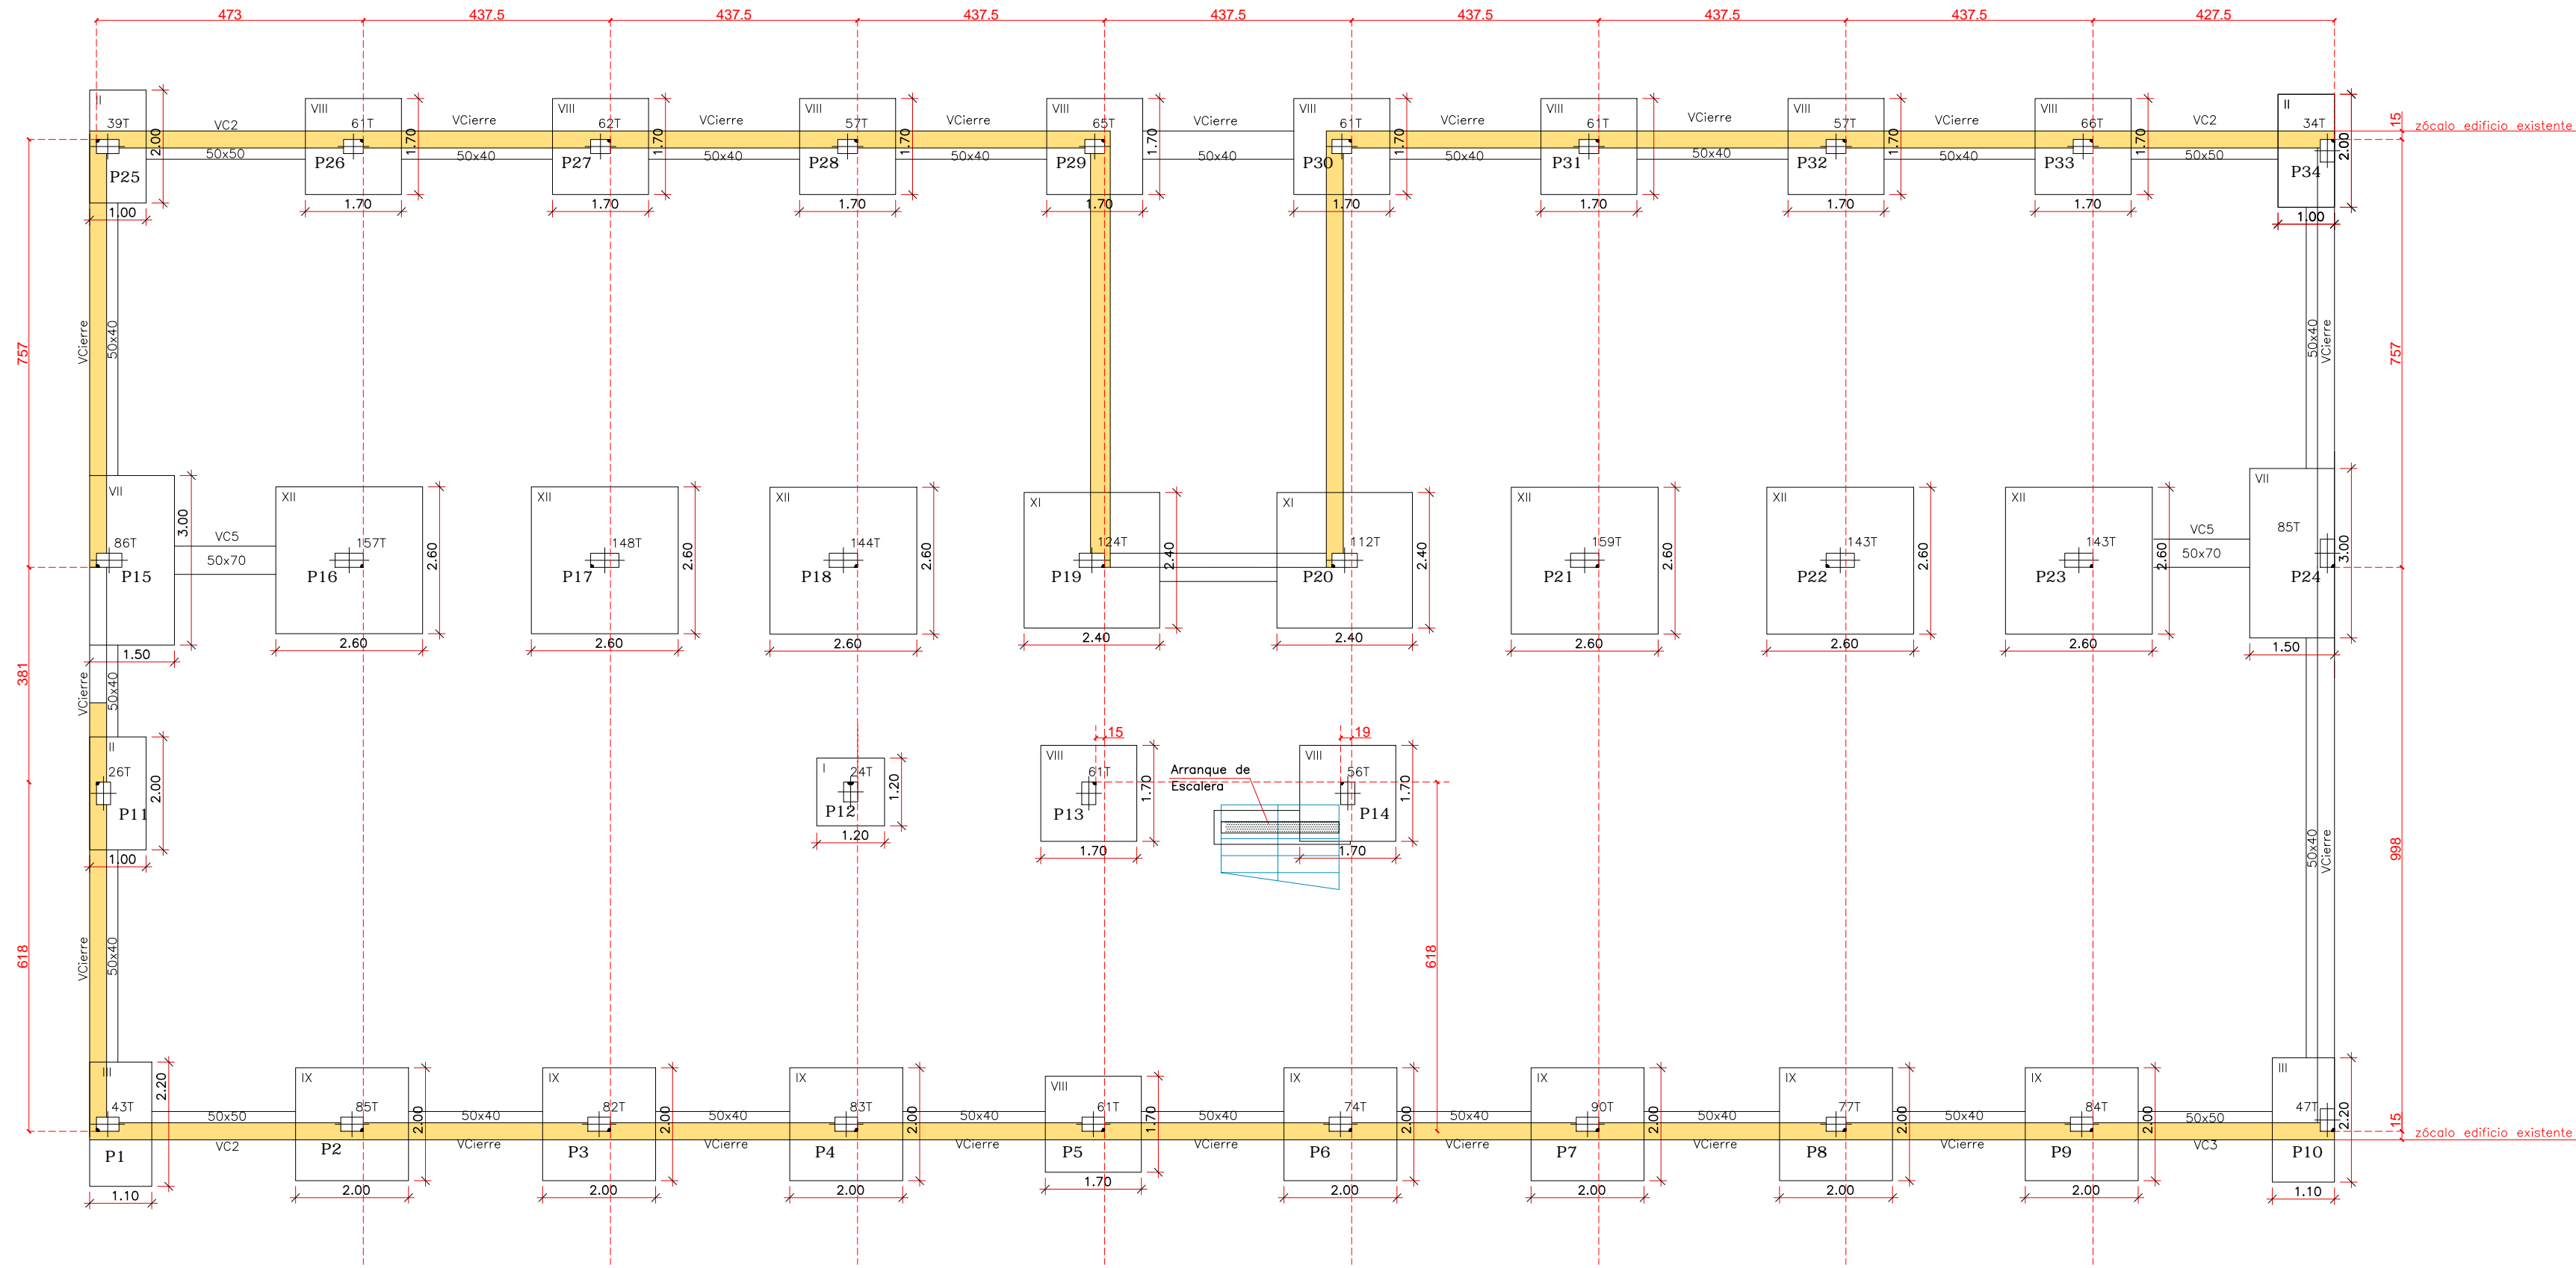 473 437.5 437.5 437.5 437.5 437.5 437.5 437.5 427.5
II VIII VIII VIII VIII VIII VIII VIII VIII II
39T VC2 61T VCierre 62T VCierre 57T VCierre 65T VCierre 61T VCierre 61T VCierre 57T VCierre 66T VC2 34T
15
zócalo edificio existente
2.00 1.70 1.70 1.70 1.70 1.70 1.70 1.70 1.70 2.00
50x50 50x40 50x40 50x40 50x40 50x40 50x40 50x40 50x50
P25 P26 P27 P28 P29 P30 P31 P32 P33 P34
1.00 1.70 1.70 1.70 1.70 1.70 1.70 1.70 1.70 1.00
757 VCierre 50x40 50x40 VCierre 757
VII XII XII XII XI XI XII XII XII VII
3.00 2.60 2.60 2.60 2.40 2.40 2.60 2.60 2.60 3.00
86T VC5 157T 148T 144T 124T 112T 159T 143T 143T VC5 85T
50x70 50x70
P15 P16 P17 P18 P19 P20 P21 P22 P23 P24
1.50 2.60 2.60 2.60 2.40 2.40 2.60 2.60 2.60 1.50
381 VCierre 50x40
15 19
II I VIII VIII
26T 24T 61T Arranque de 56T
Escalera
2.00 1.20 1.70 1.70
P11 P12 P13 P14
1.00 1.20 1.70 1.70
50x40 VCierre 998
618 VCierre 50x40 618
III IX IX IX VIII IX IX IX IX III
2.20 2.00 2.00 2.00 1.70 2.00 2.00 2.00 2.00 2.20
43T 85T 82T 83T 61T 74T 90T 77T 84T 47T
50x50 50x40 50x40 50x40 50x40 50x40 50x40 50x40 50x50
15
zócalo edificio existente
VC2 VCierre VCierre VCierre VCierre VCierre VCierre VCierre VC3
P1 P2 P3 P4 P5 P6 P7 P8 P9 P10
1.10 2.00 2.00 2.00 1.70 2.00 2.00 2.00 2.00 1.10